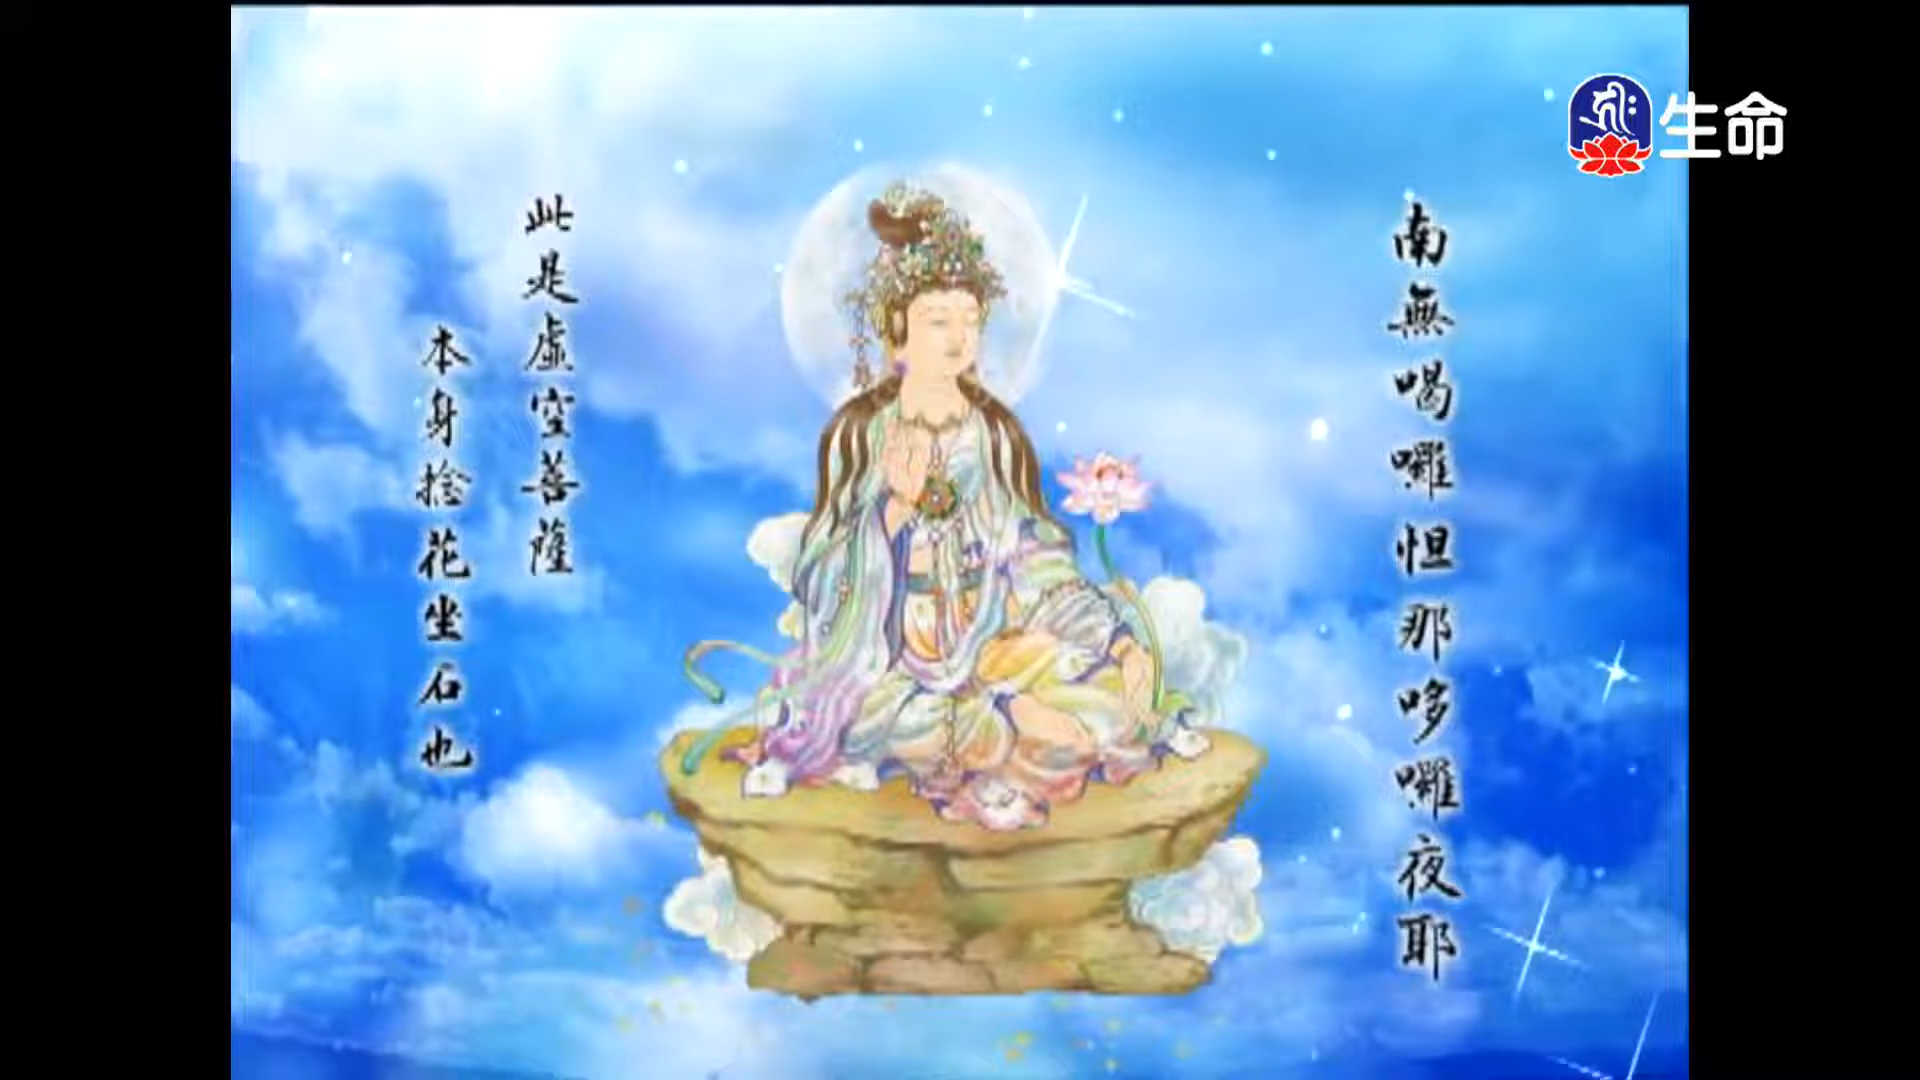 生命
南無喝囉怛那哆囉夜耶
此是虛空菩薩
本身捻花坐石也